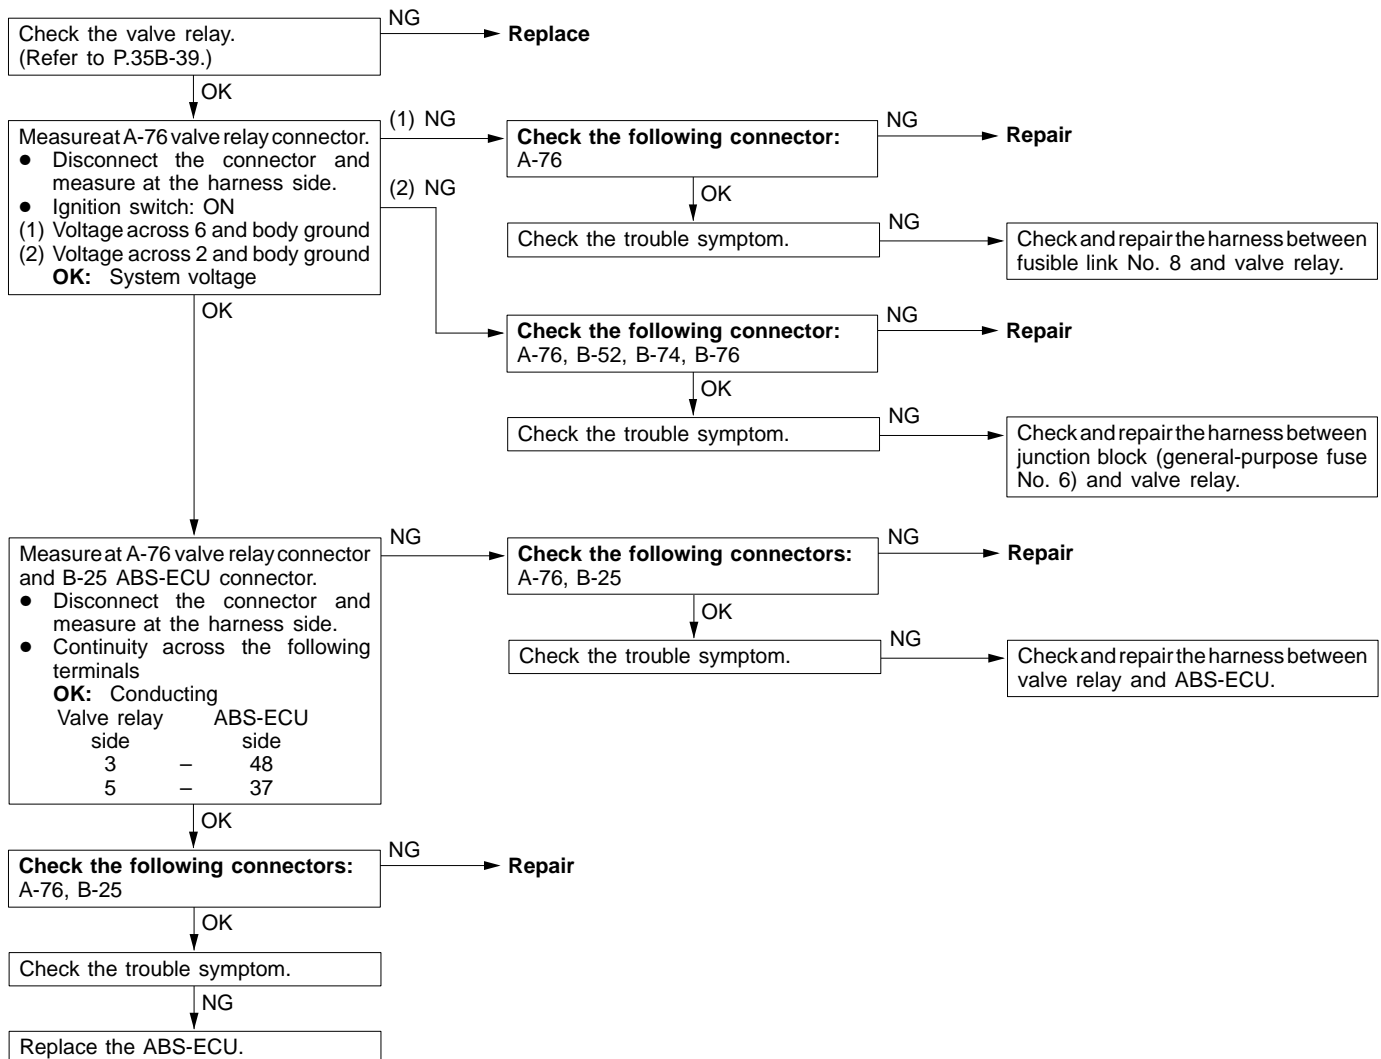 Check the valve relay.
(Refer to P.35B-39.)
NG
Replace
OK
Measure at A-76 valve relay connector.
● Disconnect the connector and
measure at the harness side.
● Ignition switch: ON
(1) Voltage across 6 and body ground
(2) Voltage across 2 and body ground
OK: System voltage
(1) NG
Check the following connector:
A-76
NG
Repair
OK
Check the trouble symptom.
NG
Check and repair the harness between
fusible link No. 8 and valve relay.
(2) NG
Check the following connector:
A-76, B-52, B-74, B-76
NG
Repair
OK
Check the trouble symptom.
NG
Check and repair the harness between
junction block (general-purpose fuse
No. 6) and valve relay.
OK
Measure at A-76 valve relay connector
and B-25 ABS-ECU connector.
● Disconnect the connector and
measure at the harness side.
● Continuity across the following
terminals
OK: Conducting
Valve relay ABS-ECU
side side
3 – 48
5 – 37
NG
Check the following connectors:
A-76, B-25
NG
Repair
OK
Check the trouble symptom.
NG
Check and repair the harness between
valve relay and ABS-ECU.
OK
Check the following connectors:
A-76, B-25
NG
Repair
OK
Check the trouble symptom.
NG
Replace the ABS-ECU.